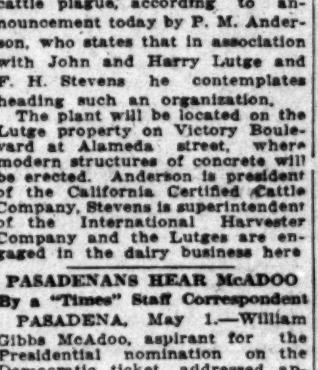 cattle plague, according to an-
nouncement today by P. M. Ander-
son, who states that in association
with John and Harry Lutge and
F. H. Stevens he contemplates
heading such an organization.
The plant will be located on the
Lutge property on Victory Boule-
vard at Alameda street, where
modern structures of concrete will
be erected. Anderson is president
of the California Certified Cattle
Company, Stevens is superintendent
of the International Harvester
Company and the Lutges are en-
gaged in the dairy business here
PASADENANS HEAR McADOO
By a "Times" Staff Correspondent
PASADENA, May 1.—William
Gibbs McAdoo, aspirant for the
Presidential nomination on the
Democratic ticket, addressed an-